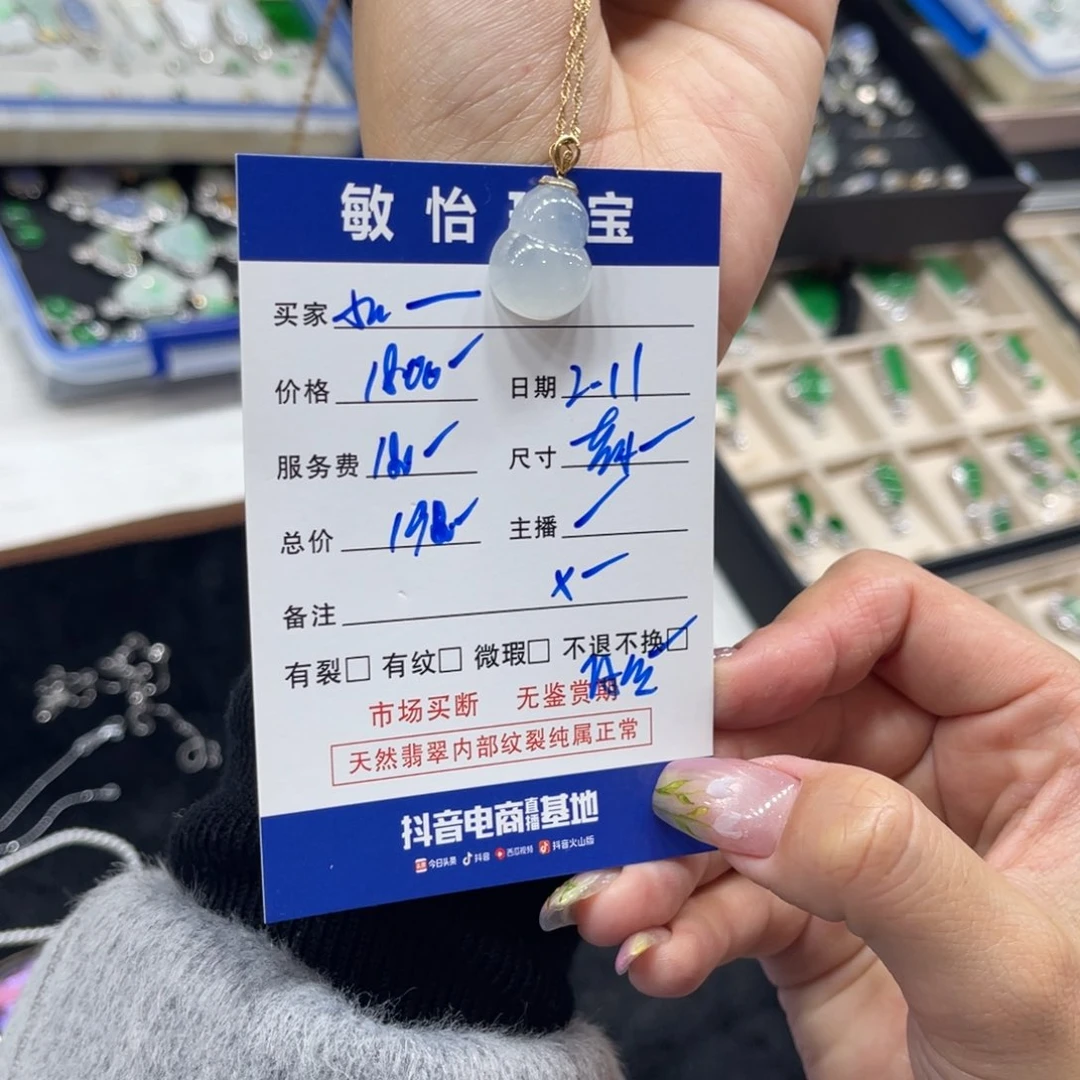 敏怡 宝
买家
价格 1800 日期 2-11
服务费 180 尺寸
总价 1980 主播
备注 x
有裂□ 有纹□ 微瑕□ 不退不换□
市场买断 无鉴赏期
天然翡翠内部纹裂纯属正常
抖音电商直播基地
今日头条 抖音 西瓜视频 抖音火山版